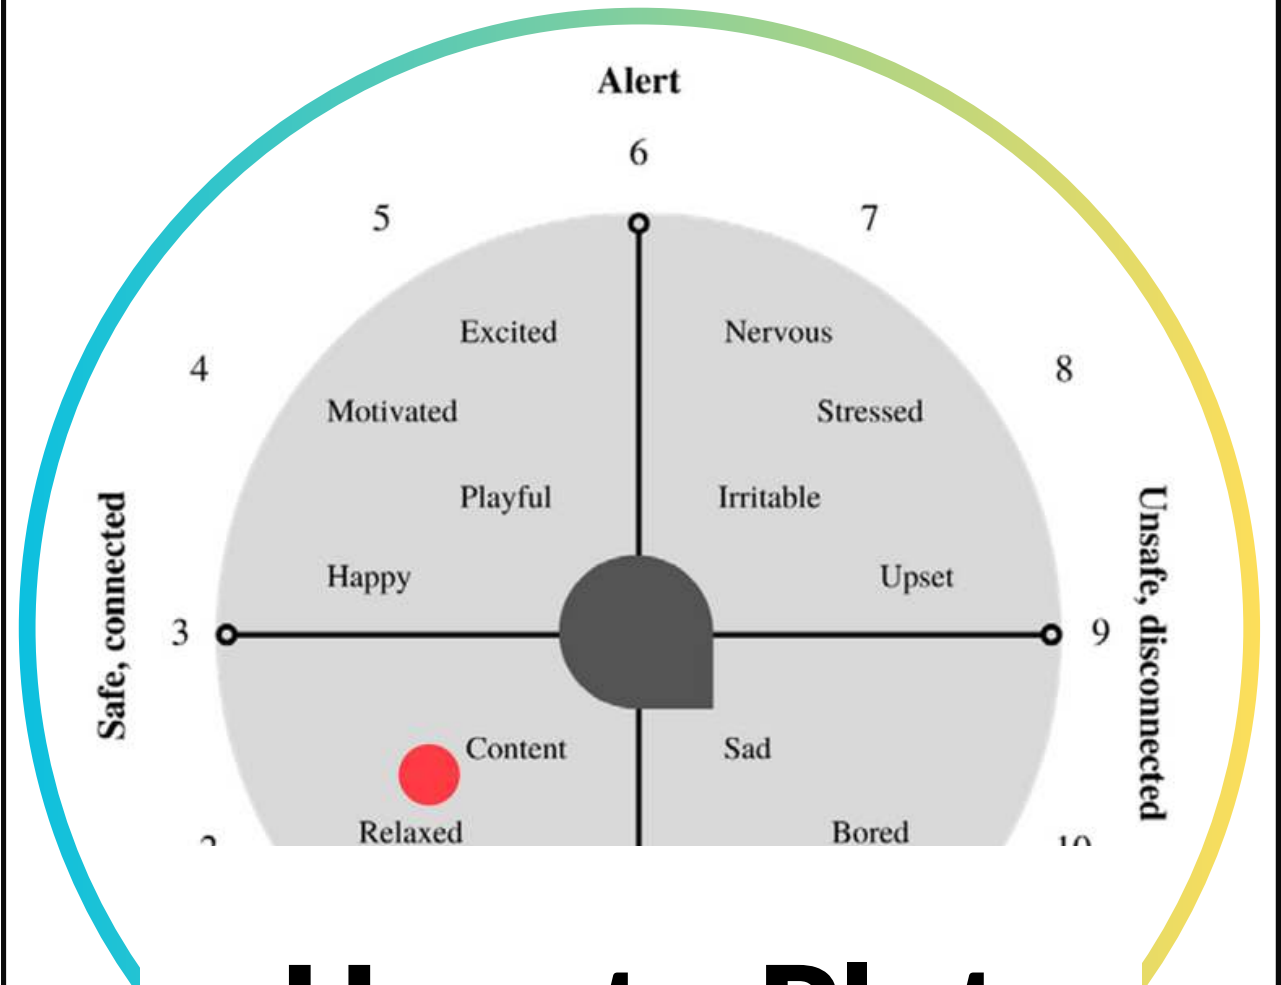 Alert
6
5
7
Excited
Nervous
4
8
Motivated
Stressed
Safe, connected
Unsafe, disconnected
Playful
Irritable
Happy
Upset
3
9
Content
Sad
Relaxed
Bored
10